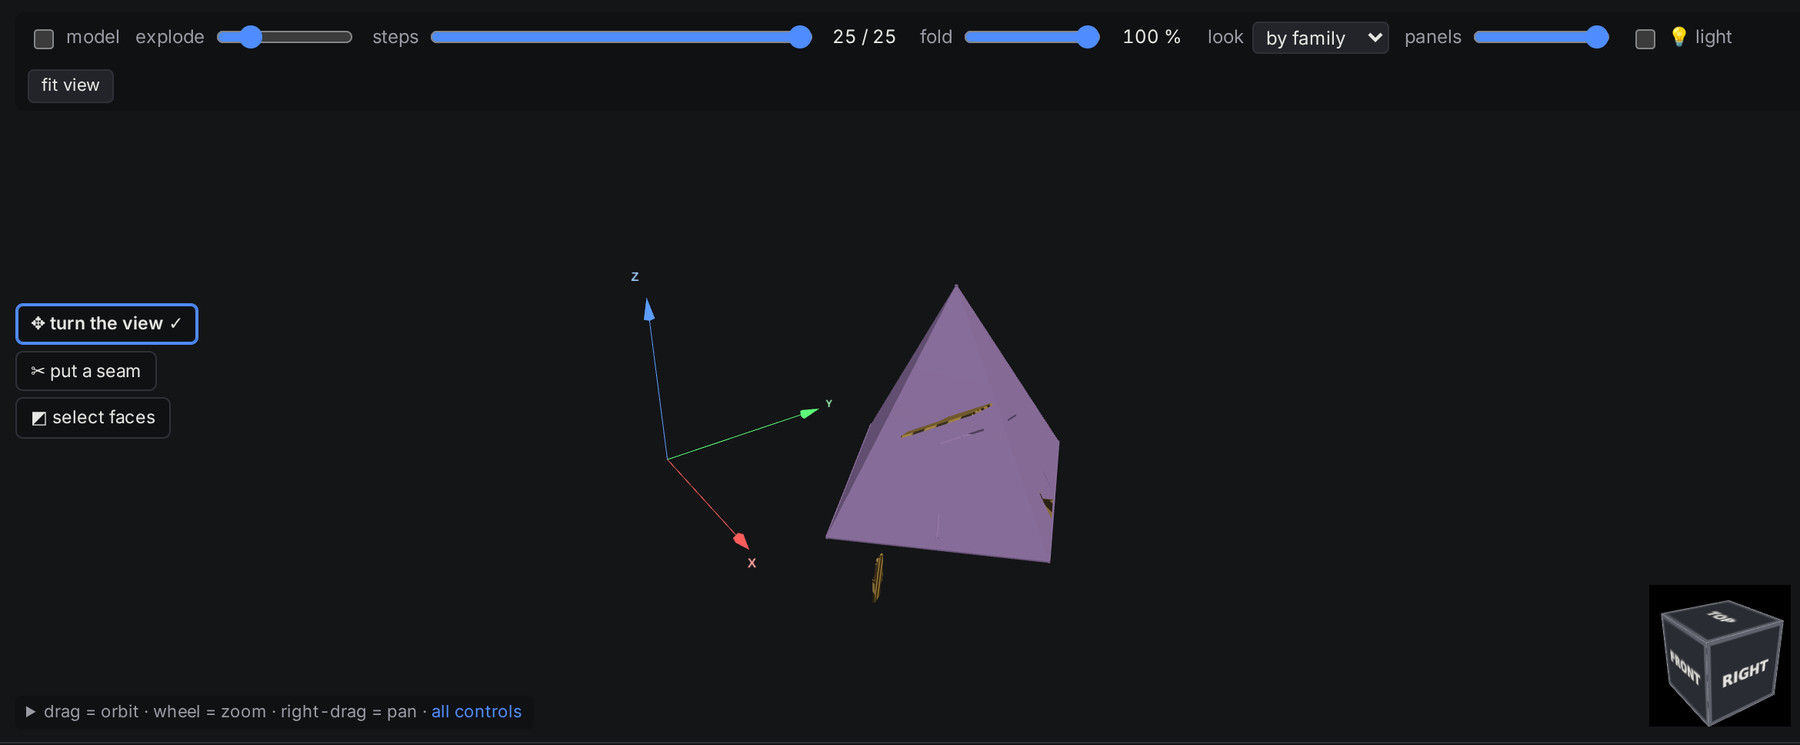 model explode steps 25 / 25 fold 100 % look by family panels 💡 light
fit view
Z
Y
✥ turn the view ✓
✂ put a seam
◩ select faces
X
TOP
FRONT
RIGHT
▶ drag = orbit · wheel = zoom · right-drag = pan · all controls